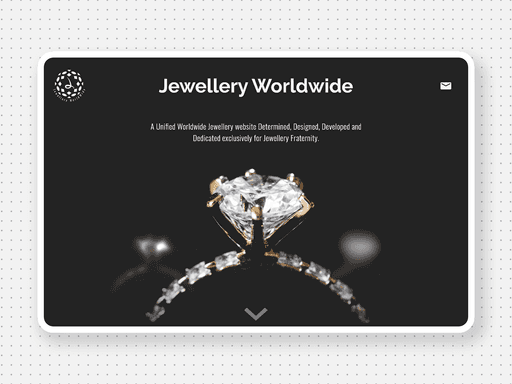 Jewellery Worldwide
A Unified Worldwide Jewellery website Determined, Designed, Developed and
Dedicated exclusively for Jewellery Fraternity.